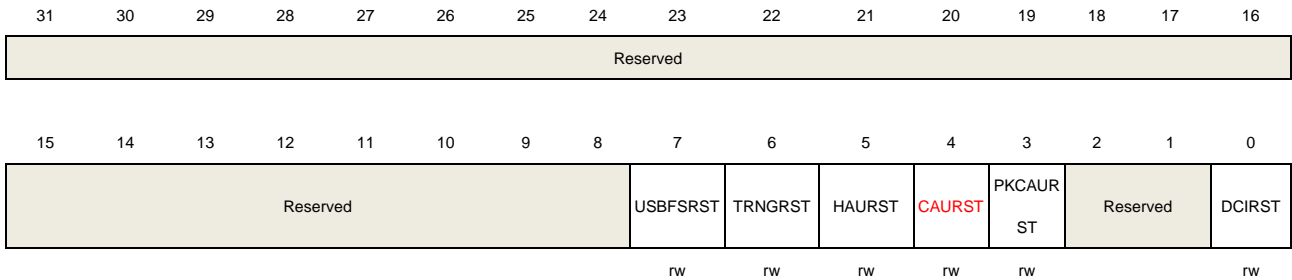 31 30 29 28 27 26 25 24 23 22 21 20 19 18 17 16
Reserved
15 14 13 12 11 10 9 8 7 6 5 4 3 2 1 0
Reserved USBFSRST TRNGRST HAURST CAURST PKCAUR Reserved DCIRST
ST
rw rw rw rw rw rw